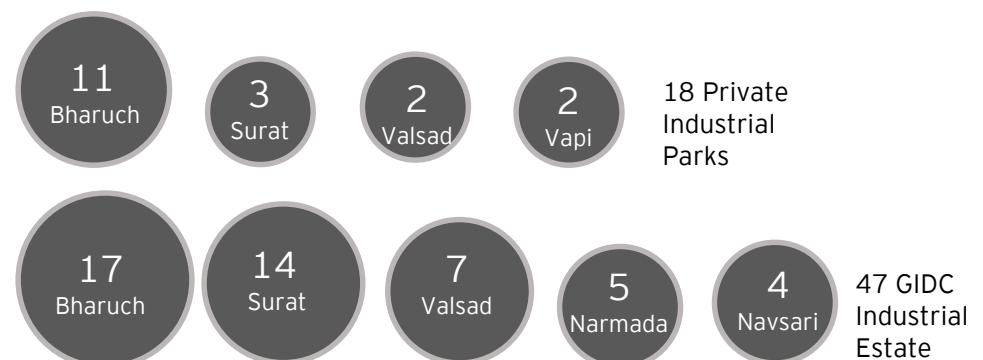 11
Bharuch
3
Surat
2
Valsad
2
Vapi
18 Private
Industrial
Parks
17
Bharuch
14
Surat
7
Valsad
5
Narmada
4
Navsari
47 GIDC
Industrial
Estate